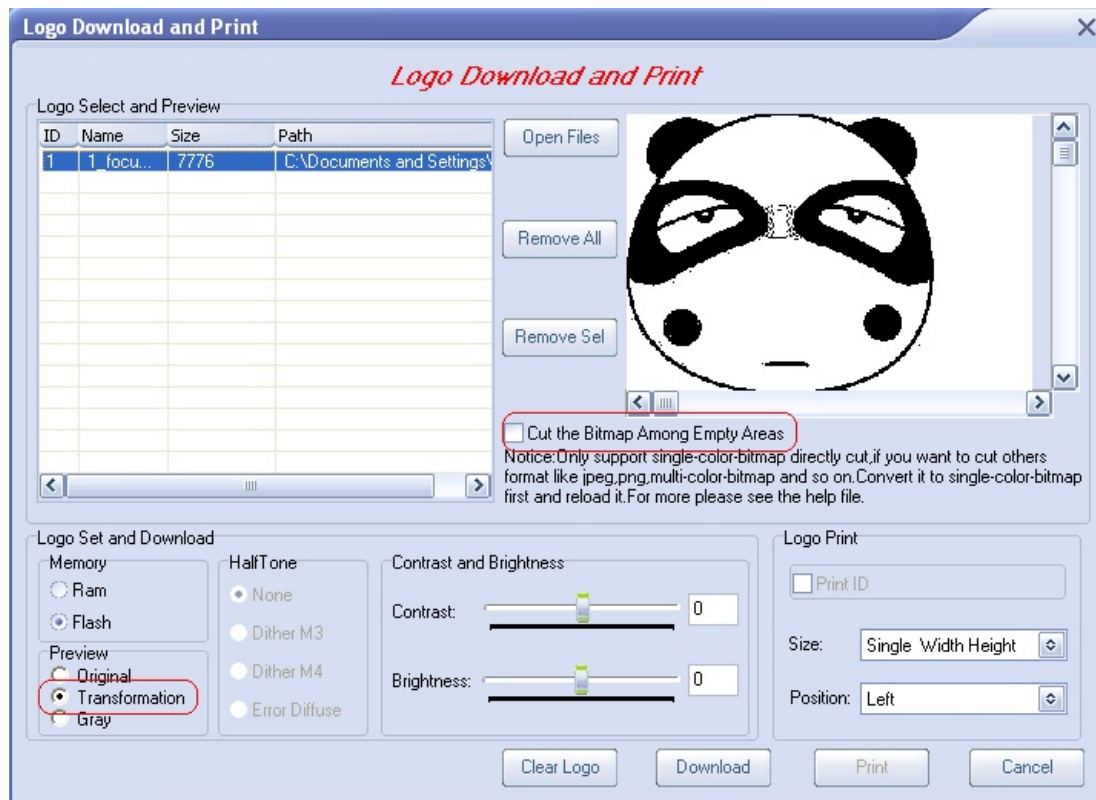 Logo Download and Print
Logo Download and Print
Logo Select and Preview
ID Name Size Path
1 1_focu... 7776 C:\Documents and Settings\
Open Files
Remove All
Remove Sel
Cut the Bitmap Among Empty Areas
Notice:Only support single-color-bitmap directly cut,if you want to cut others
format like jpeg,png,multi-color-bitmap and so on.Convert it to single-color-bitmap
first and reload it.For more please see the help file.
Logo Set and Download
Memory
Ram
Flash
Preview
Original
Transformation
Gray
HalfTone
None
Dither M3
Dither M4
Error Diffuse
Contrast and Brightness
Contrast: 0
Brightness: 0
Logo Print
Print ID
Size: Single Width Height
Position: Left
Clear Logo Download Print Cancel